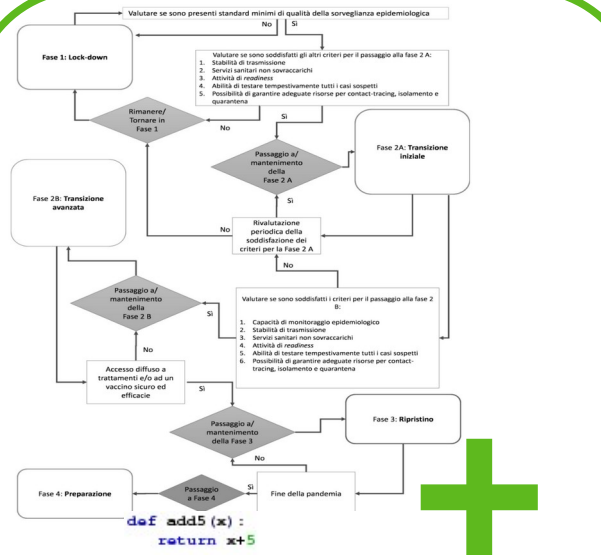 Valutare se sono presenti standard minimi di qualità della sorveglianza epidemiologica
No
Sì
Fase 1: Lock-down
Valutare se sono soddisfatti gli altri criteri per il passaggio alla fase 2 A:
1. Stabilità di trasmissione
2. Servizi sanitari non sovraccarichi
3. Attività di readiness
4. Abilità di testare tempestivamente tutti i casi sospetti
5. Possibilità di garantire adeguate risorse per contact-tracing, isolamento e
quarantena
Rimanere/
Tornare in
Fase 1
No
Sì
Passaggio a/
mantenimento
della
Fase 2 A
Fase 2A: Transizione
iniziale
Sì
Fase 2B: Transizione
avanzata
No
Rivalutazione
periodica della
soddisfazione dei
criteri per la Fase 2 A
No
Passaggio a/
mantenimento
della
Fase 2 B
Sì
Valutare se sono soddisfatti i criteri per il passaggio alla fase 2
B:
1. Capacità di monitoraggio epidemiologico
2. Stabilità di trasmissione
3. Servizi sanitari non sovraccarichi
4. Attività di readiness
5. Abilità di testare tempestivamente tutti i casi sospetti
6. Possibilità di garantire adeguate risorse per contact-
tracing, isolamento e quarantena
No
Accesso diffuso a
trattamenti e/o ad un
vaccino sicuro ed
efficacie
Sì
Passaggio a/
mantenimento
della Fase 3
Fase 3: Ripristino
No
Fase 4: Preparazione
Passaggio
a Fase 4
Sì
Fine della pandemia
def add5(x):
return x+5